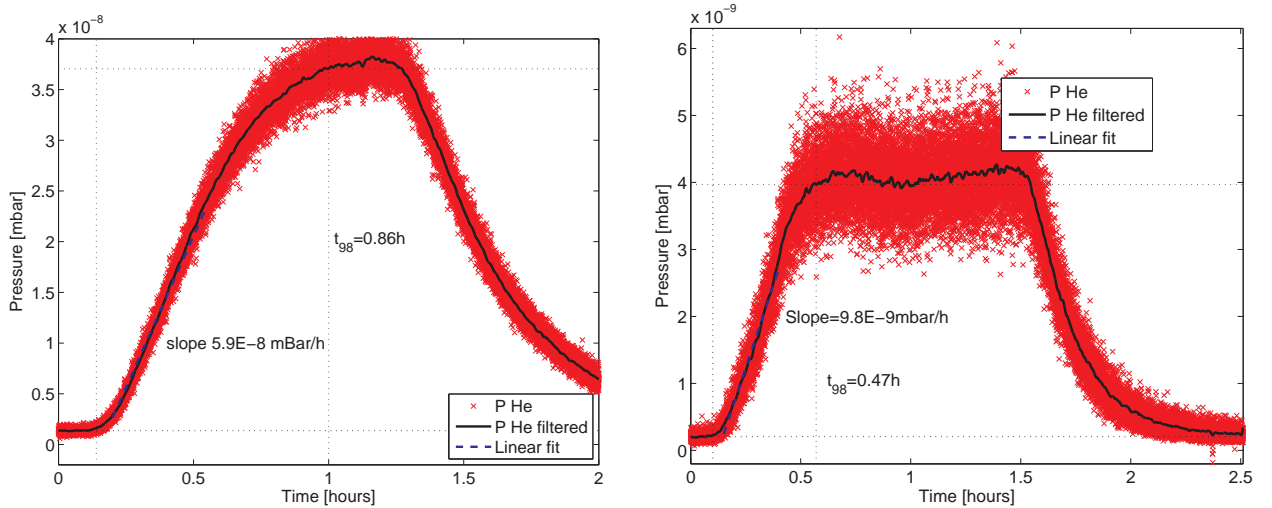 x 10−8
4
3.5
3
2.5
2
1.5
1
0.5
0
Pressure [mbar]
t98=0.86h
slope 5.9E−8 mBar/h
P He
P He filtered
Linear fit
0 0.5 1 1.5 2
Time [hours]
x 10−9
6
5
4
3
2
1
0
Pressure [mbar]
P He
P He filtered
Linear fit
Slope=9.8E−9mbar/h
t98=0.47h
0 0.5 1 1.5 2 2.5
Time [hours]